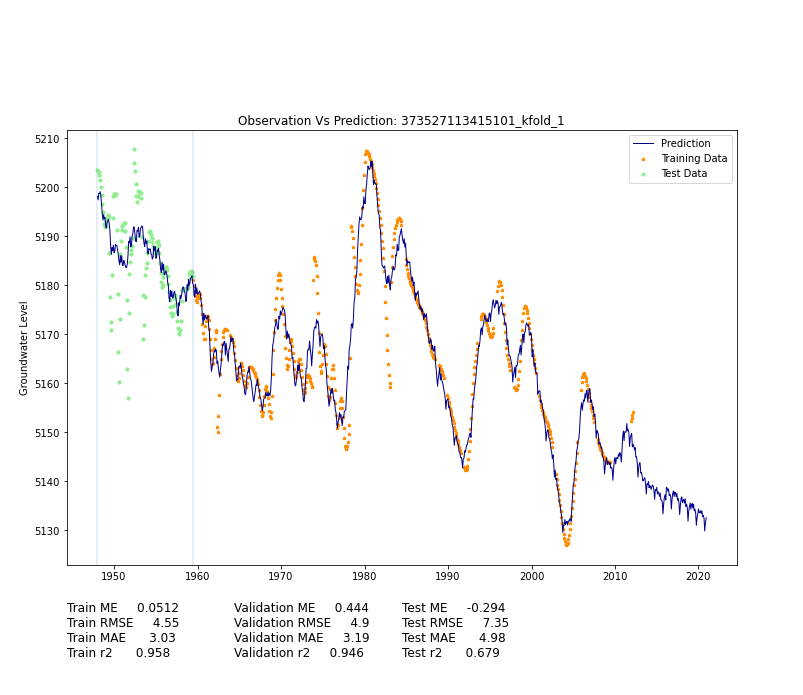 Observation Vs Prediction: 373527113415101_kfold_1
Prediction
Training Data
Test Data
5210
5200
5190
5180
5170
5160
5150
5140
5130
Groundwater Level
1950 1960 1970 1980 1990 2000 2010 2020
Train ME 0.0512 Validation ME 0.444 Test ME -0.294
Train RMSE 4.55 Validation RMSE 4.9 Test RMSE 7.35
Train MAE 3.03 Validation MAE 3.19 Test MAE 4.98
Train r2 0.958 Validation r2 0.946 Test r2 0.679